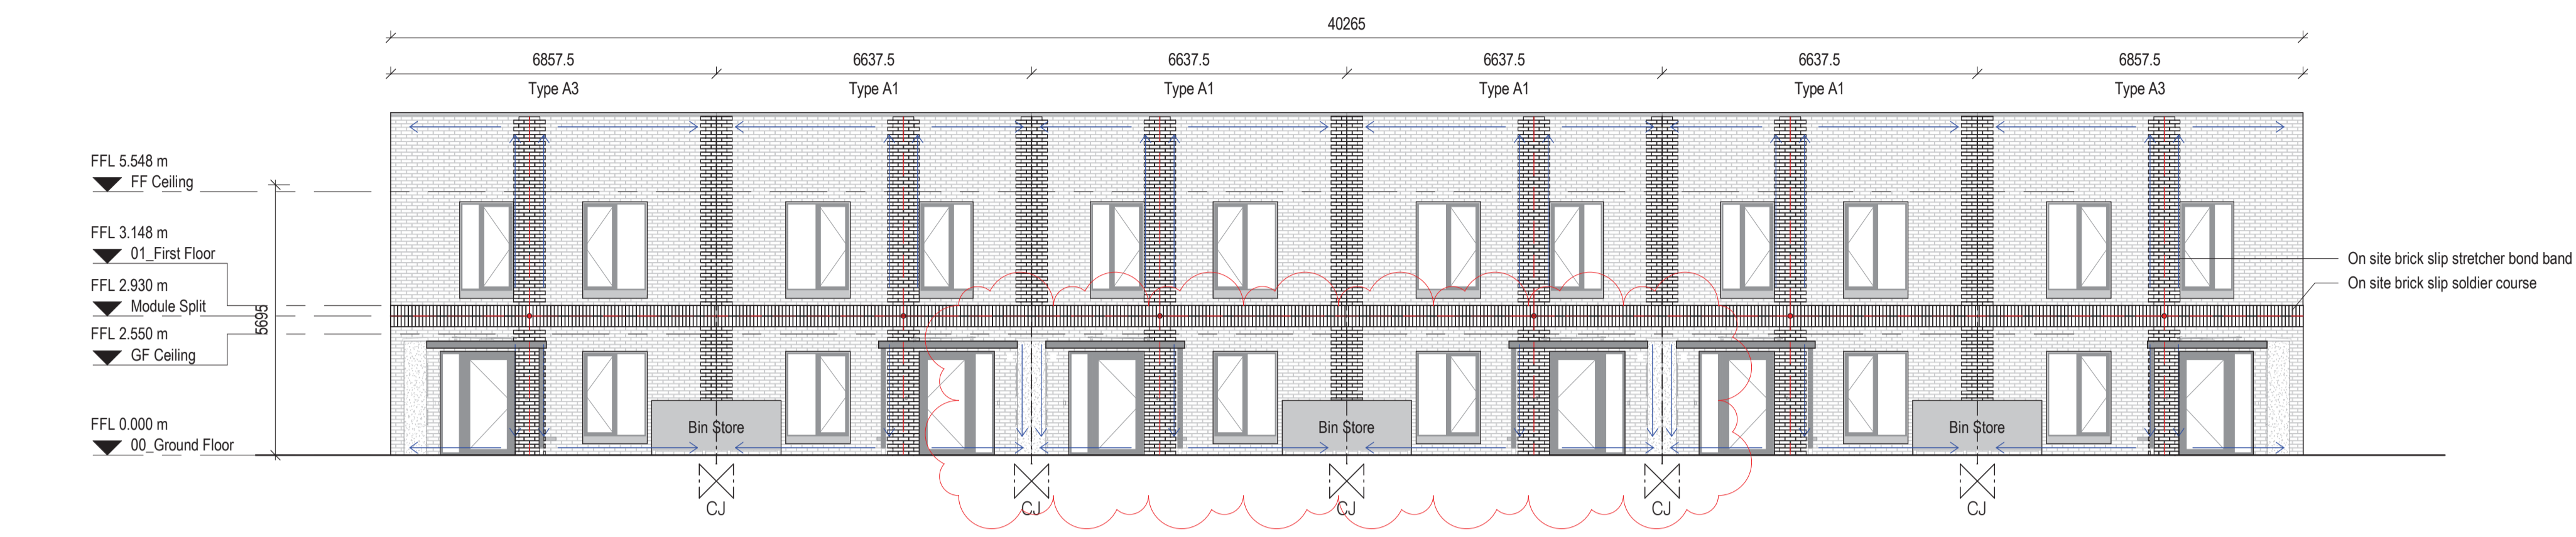 40265
6857.5
6637.5
6637.5
6637.5
6637.5
6857.5
Type A3
Type A1
Type A1
Type A1
Type A1
Type A3
FFL 5.548 m
FF Ceiling
FFL 3.148 m
01_First Floor
FFL 2.930 m
Module Split
FFL 2.550 m
GF Ceiling
5695
FFL 0.000 m
00_Ground Floor
On site brick slip stretcher bond band
On site brick slip soldier course
Bin Store
Bin Store
Bin Store
CJ
CJ
CJ
CJ
CJ